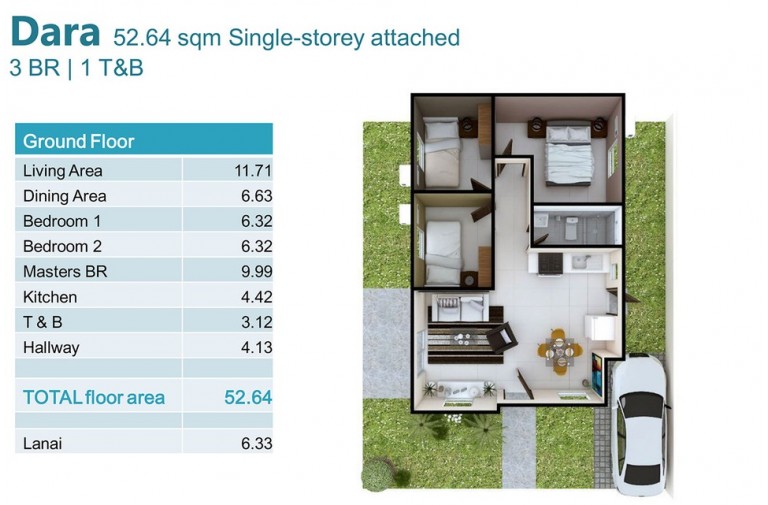 Dara 52.64 sqm Single-storey attached
3 BR | 1 T&B
Ground Floor
Living Area 11.71
Dining Area 6.63
Bedroom 1 6.32
Bedroom 2 6.32
Masters BR 9.99
Kitchen 4.42
T & B 3.12
Hallway 4.13
TOTAL floor area 52.64
Lanai 6.33